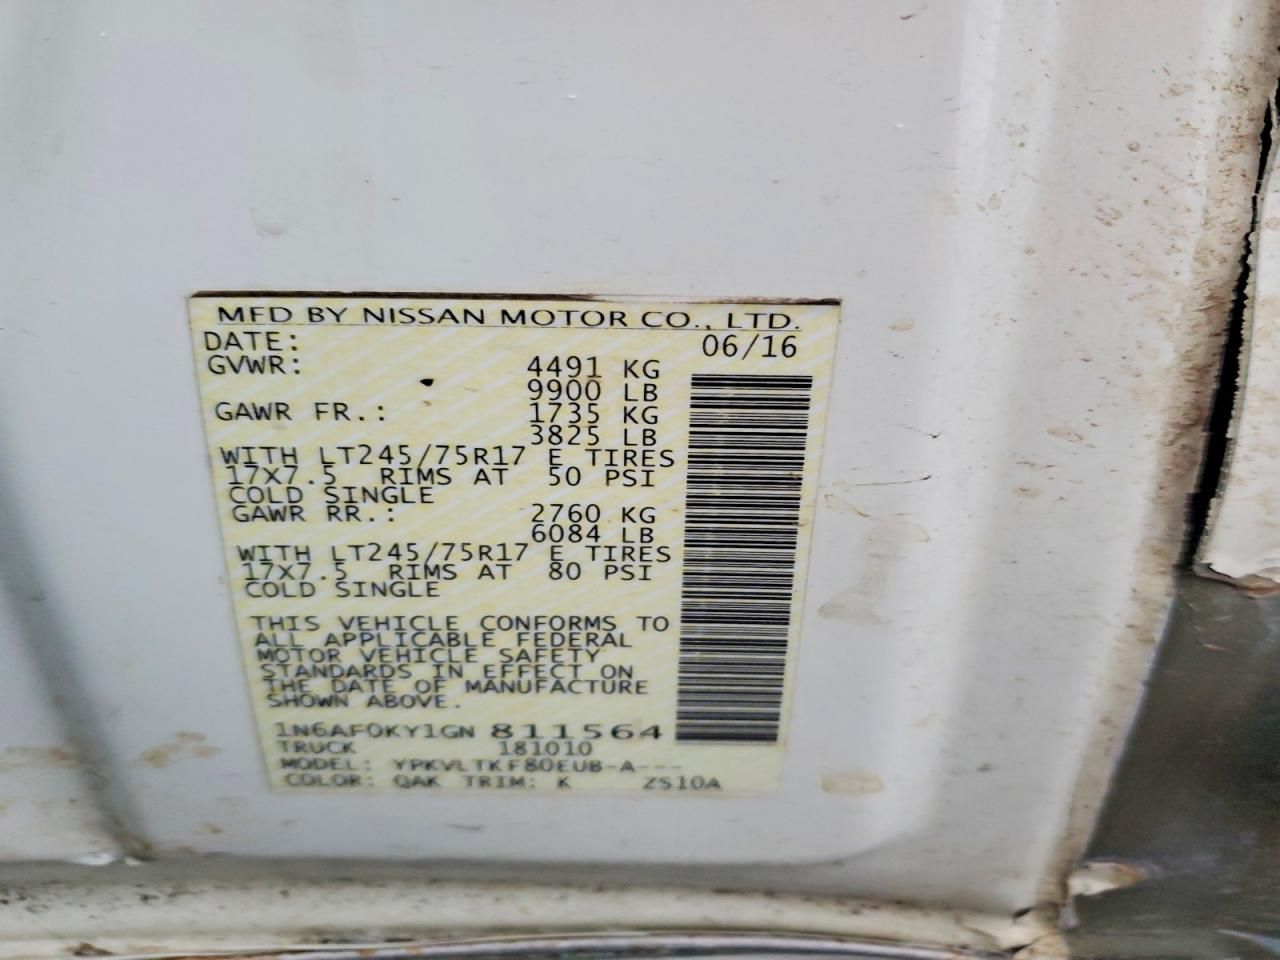 MFD BY NISSAN MOTOR CO., LTD.
DATE: 06/16
GVWR: 4491 KG
9900 LB
GAWR FR.: 1735 KG
3825 LB
WITH LT245/75R17 E TIRES
17X7.5 RIMS AT 50 PSI
COLD SINGLE
GAWR RR.: 2760 KG
6084 LB
WITH LT245/75R17 E TIRES
17X7.5 RIMS AT 80 PSI
COLD SINGLE
THIS VEHICLE CONFORMS TO
ALL APPLICABLE FEDERAL
MOTOR VEHICLE SAFETY
STANDARDS IN EFFECT ON
THE DATE OF MANUFACTURE
SHOWN ABOVE.
1N6AF0KY1GN 811564
TRUCK 181010
MODEL: YPKVLTKF80EUB-A---
COLOR: QAK TRIM: K ZS10A